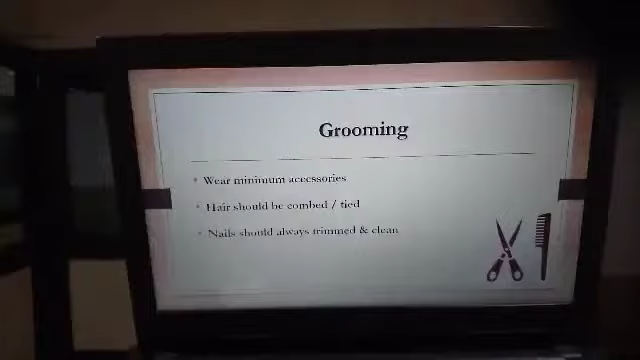 Grooming
• Wear minimum accessories
• Hair should be combed / tied
• Nails should always trimmed & clean